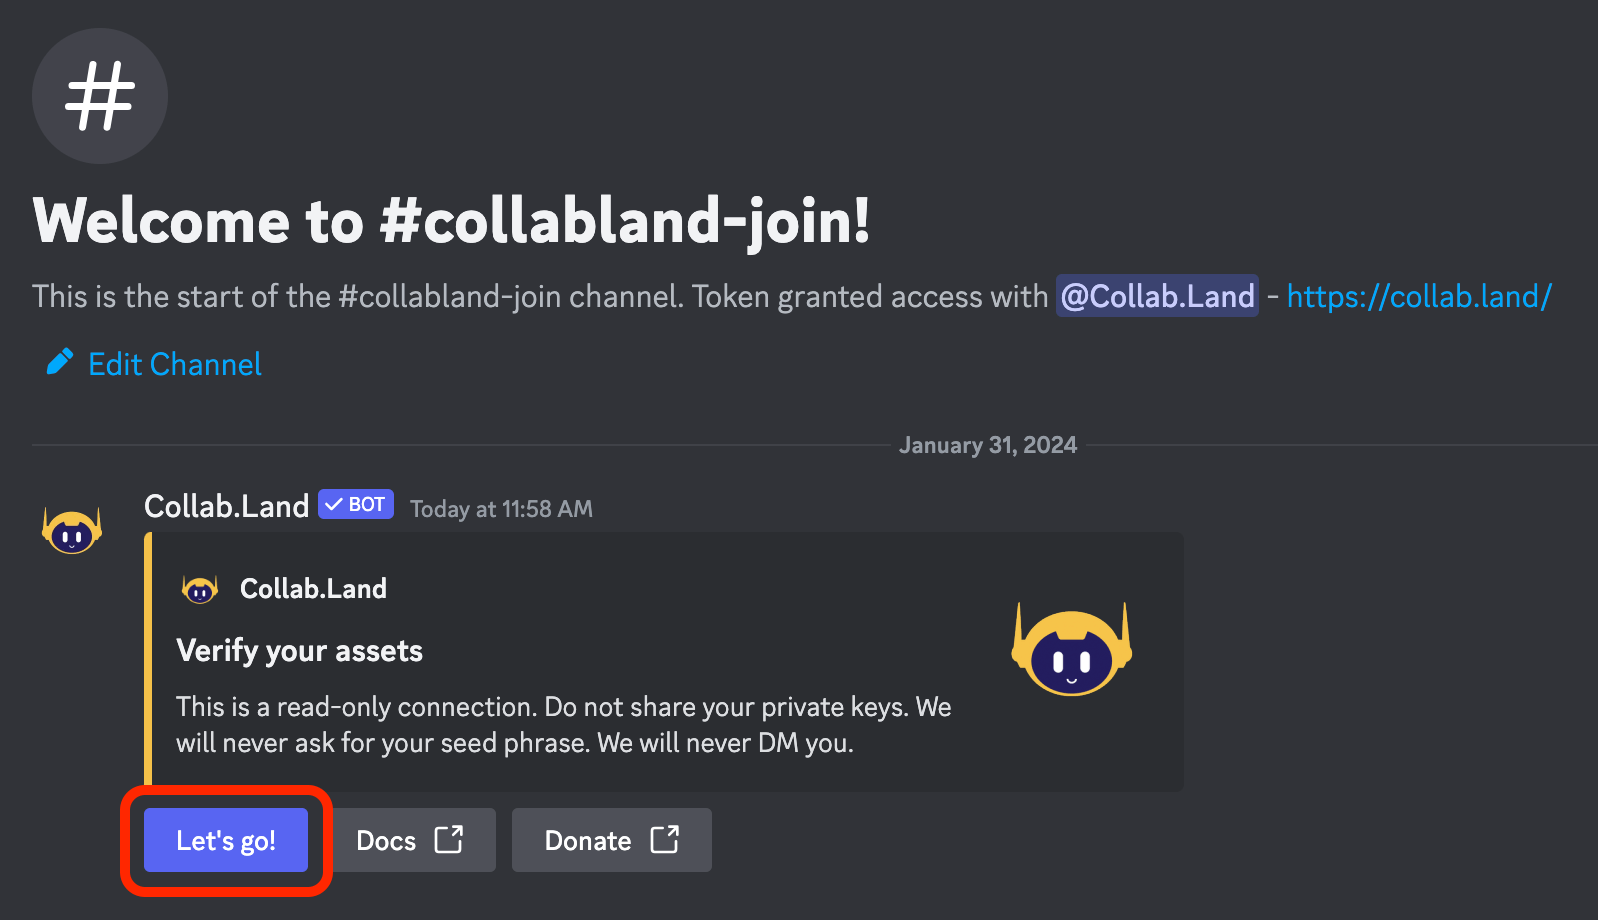 #
Welcome to #collabland-join!
This is the start of the #collabland-join channel. Token granted access with @Collab.Land - https://collab.land/
Edit Channel
January 31, 2024
Collab.Land BOT Today at 11:58 AM
Collab.Land
Verify your assets
This is a read-only connection. Do not share your private keys. We
will never ask for your seed phrase. We will never DM you.
Let's go! Docs Donate